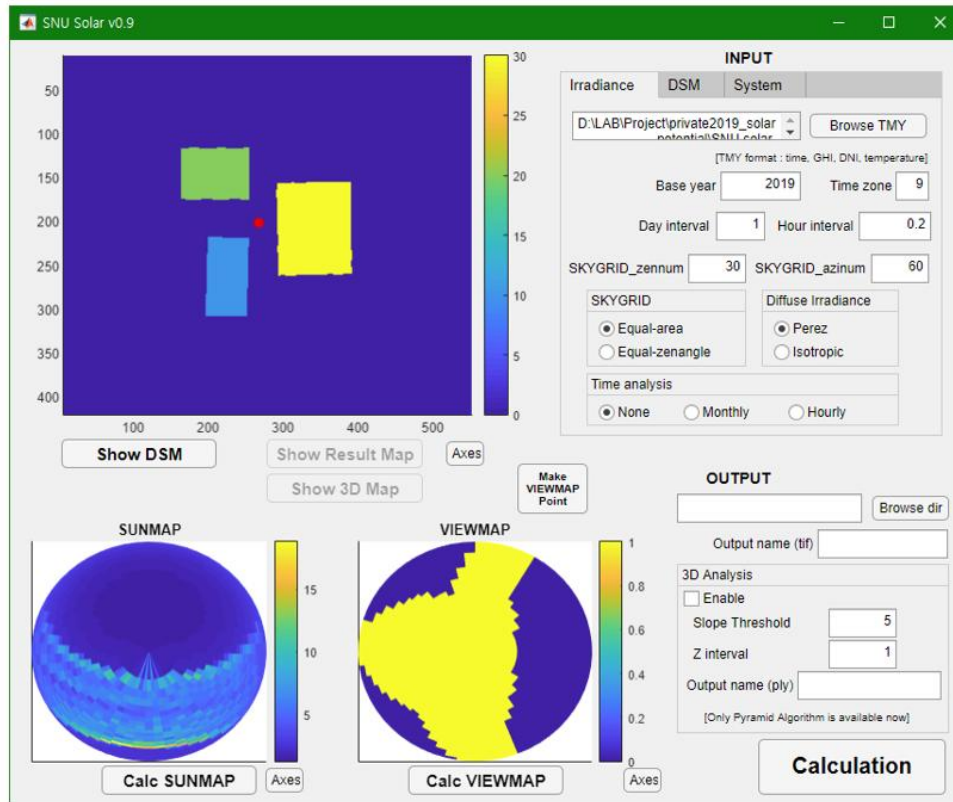 SNU Solar v0.9
50
100
150
200
250
300
350
400
100
200
300
400
500
30
25
20
15
10
5
0
Show DSM
Show Result Map
Axes
Show 3D Map
Make
VIEWMAP
Point
INPUT
Irradiance
DSM
System
D:\LAB\Project\private2019_solar
potential\SNU solar
Browse TMY
[TMY format : time, GHI, DNI, temperature]
Base year 2019 Time zone 9
Day interval 1 Hour interval 0.2
SKYGRID_zennum 30 SKYGRID_azinum 60
SKYGRID
Equal-area
Equal-zenangle
Diffuse Irradiance
Perez
Isotropic
Time analysis
None Monthly Hourly
SUNMAP
15
10
5
Calc SUNMAP
Axes
VIEWMAP
1
0.8
0.6
0.4
0.2
0
Calc VIEWMAP
Axes
OUTPUT
Browse dir
Output name (tif)
3D Analysis
Enable
Slope Threshold 5
Z interval 1
Output name (ply)
[Only Pyramid Algorithm is available now]
Calculation